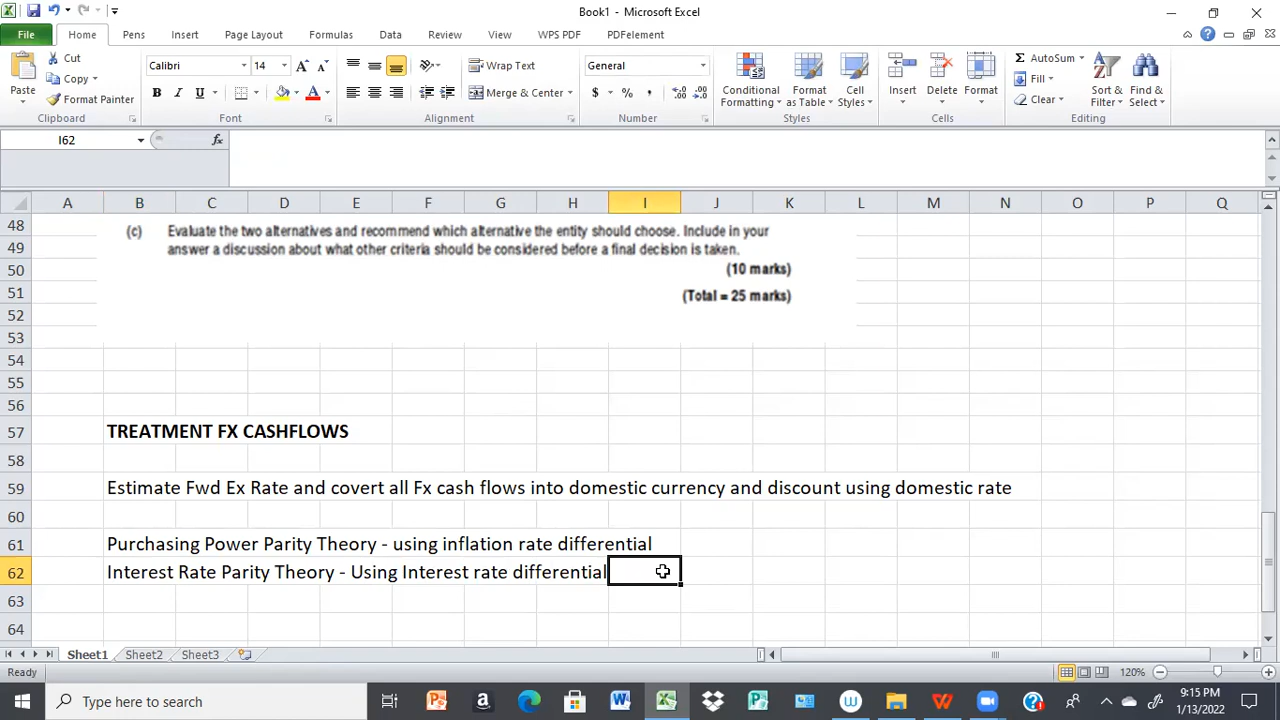 Book1 - Microsoft Excel
File Home Pens Insert Page Layout Formulas Data Review View WPS PDF PDFelement
Cut
Copy
Format Painter
Paste
Clipboard
Calibri 14
B I U
Font
Wrap Text
Merge & Center
Alignment
General
$ % ,
Number
Conditional Formatting
Format as Table
Cell Styles
Styles
Insert Delete Format
Cells
AutoSum
Fill
Clear
Sort & Filter
Find & Select
Editing
I62 fx
A B C D E F G H I J K L M N O P Q
48 (c) Evaluate the two alternatives and recommend which alternative the entity should choose. Include in your
49 answer a discussion about what other criteria should be considered before a final decision is taken.
50 (10 marks)
51 (Total = 25 marks)
52
53
54
55
56
57 TREATMENT FX CASHFLOWS
58
59 Estimate Fwd Ex Rate and covert all Fx cash flows into domestic currency and discount using domestic rate
60
61 Purchasing Power Parity Theory - using inflation rate differential
62 Interest Rate Parity Theory - Using Interest rate differential
63
64
Sheet1 Sheet2 Sheet3
Ready 120%
Type here to search
9:15 PM
1/13/2022